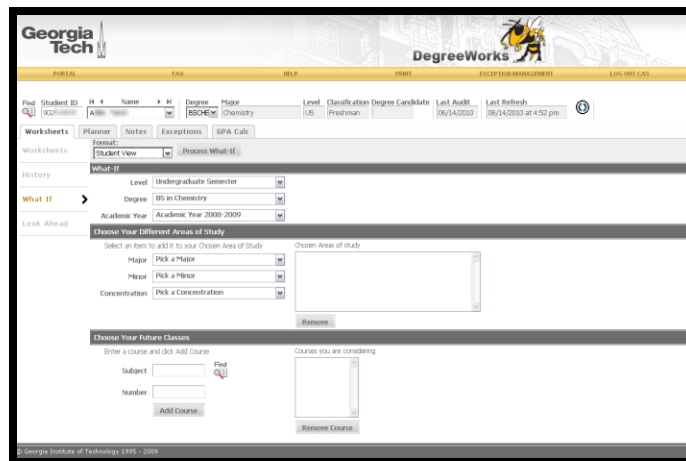 Georgia
Tech
DegreeWorks
PORTAL FAQ HELP PRINT EXCEPTION MANAGEMENT LOG OUT CAS
Find Student ID Name Degree Major Level Classification Degree Candidate Last Audit Last Refresh
902 A BSCHE Chemistry US Freshman 06/14/2010 06/14/2010 at 4:52 pm
Worksheets Planner Notes Exceptions GPA Calc
Worksheets
Format:
Student View Process What-If
History
What-If
Level Undergraduate Semester
What If Degree BS in Chemistry
Academic Year Academic Year 2008-2009
Look Ahead
Choose Your Different Areas of Study
Select an item to add it to your Chosen Area of Study Chosen Areas of study
Major Pick a Major
Minor Pick a Minor
Concentration Pick a Concentration
Remove
Choose Your Future Classes
Enter a course and click Add Course Courses you are considering
Subject Find
Number
Add Course
Remove Course
© Georgia Institute of Technology 1995 - 2009